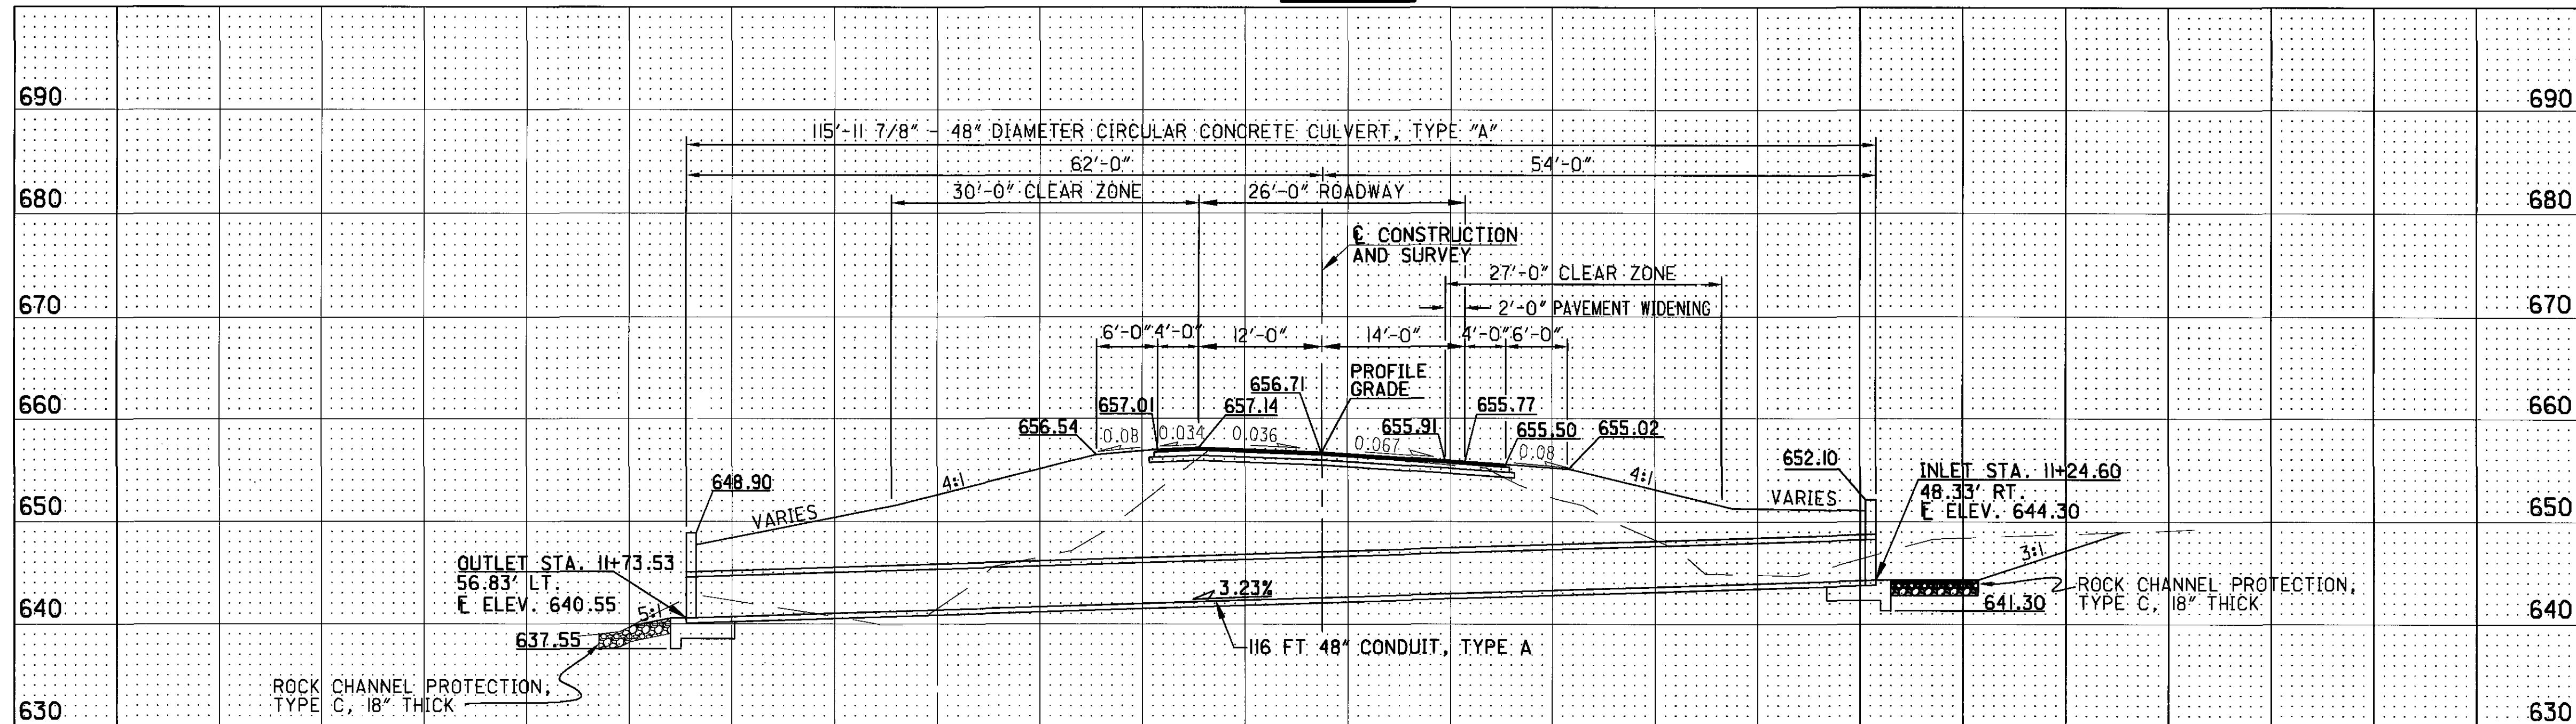 690
690
115'-11 7/8" - 48" DIAMETER CIRCULAR CONCRETE CULVERT, TYPE "A"
62'-0"
54'-0"
30'-0" CLEAR ZONE
26'-0" ROADWAY
680
680
℄ CONSTRUCTION
AND SURVEY
27'-0" CLEAR ZONE
670
2'-0" PAVEMENT WIDENING
670
6'-0"
4'-0"
12'-0"
14'-0"
4'-0"
6'-0"
PROFILE
GRADE
656.71
660
657.01
657.14
655.77
660
656.54
0.08
0.034
0.036
0.067
655.91
655.50
0.08
655.02
648.90
4:1
4:1
652.10
INLET STA. 11+24.60
48.33' RT.
ELEV. 644.30
650
VARIES
VARIES
650
OUTLET STA. 11+73.53
56.83' LT.
ELEV. 640.55
5:1
3.23%
3:1
ROCK CHANNEL PROTECTION,
TYPE C, 18" THICK
640
641.30
640
637.55
116 FT 48" CONDUIT, TYPE A
ROCK CHANNEL PROTECTION,
TYPE C, 18" THICK
630
630